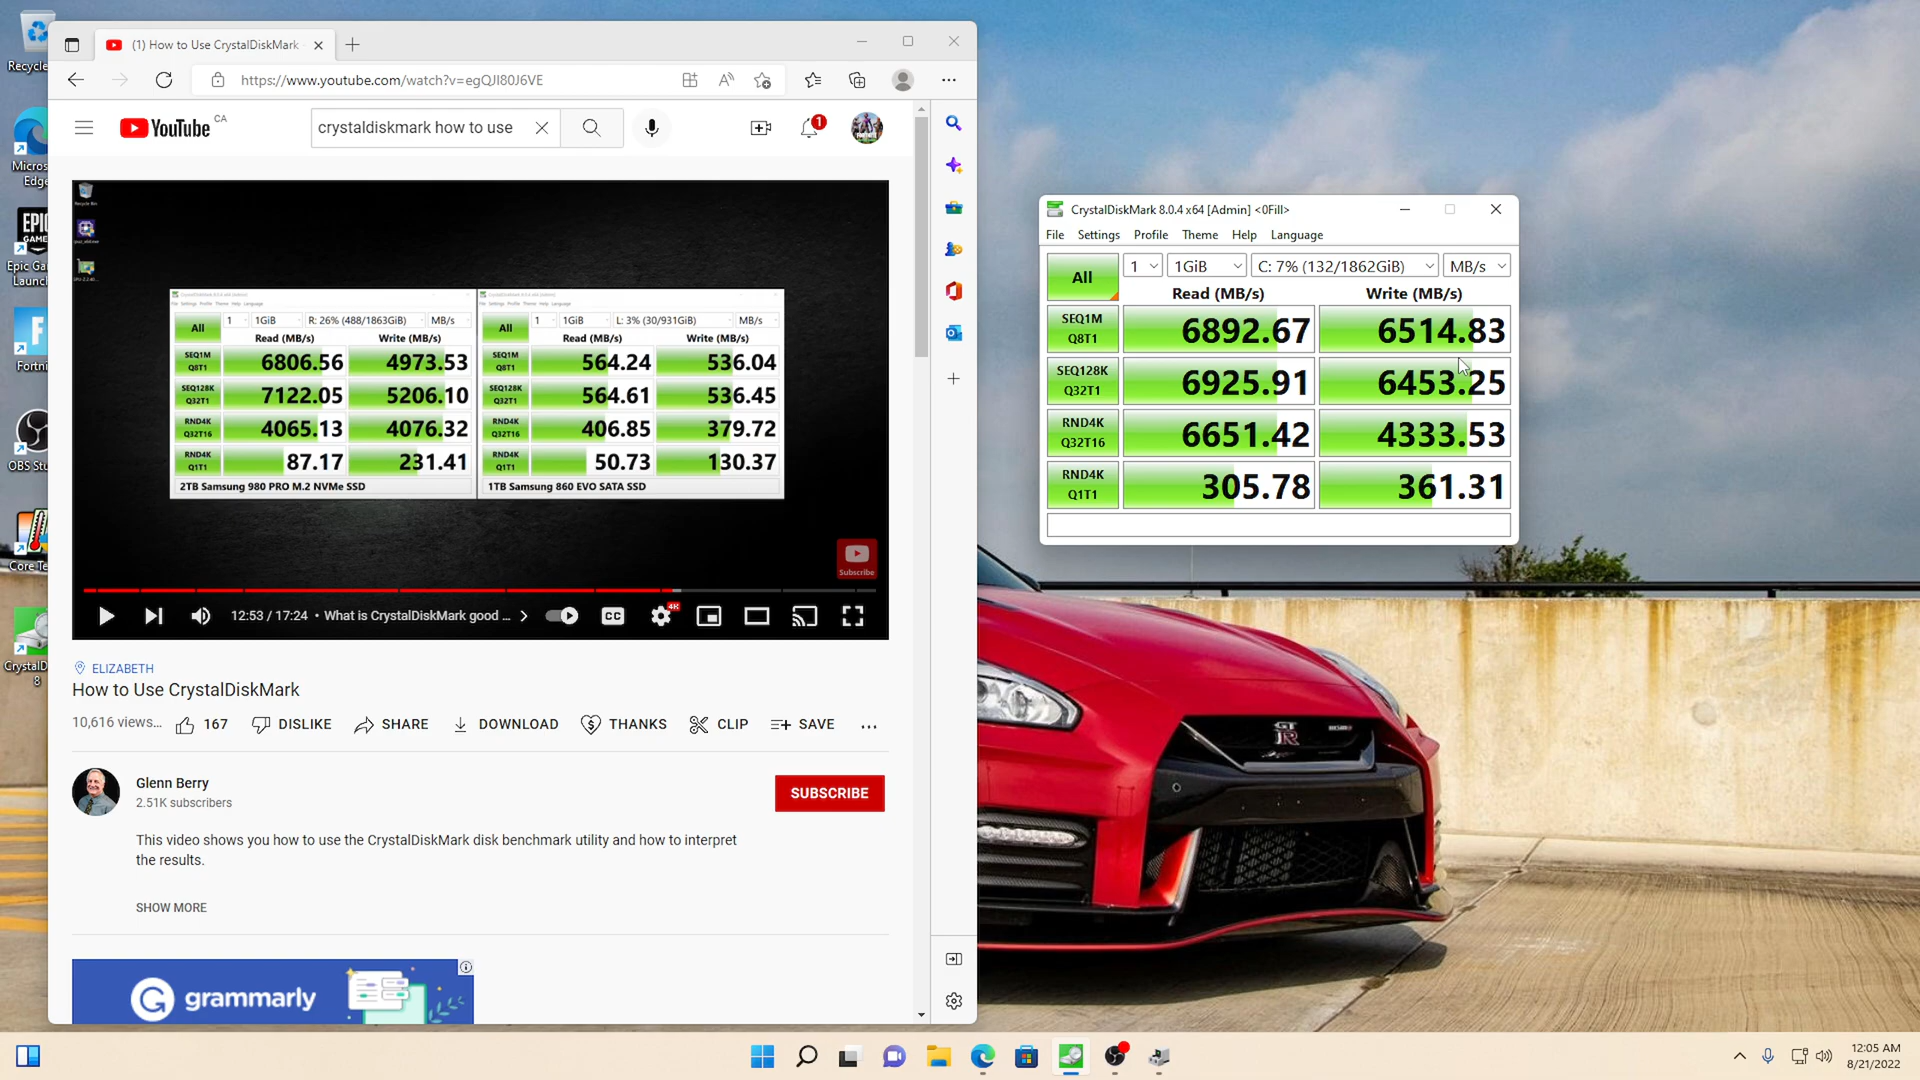 Recycle
Micros
Edge
EPIC
GAME
Epic Ga
Launch
Fortni
OBS Stu
Core Te
CrystalD
8
(1) How to Use CrystalDiskMark
https://www.youtube.com/watch?v=egQJI80J6VE
YouTube CA
crystaldiskmark how to use
1
Recycle Bin
All 1 1GiB R: 26% (488/1863GiB) MB/s
Read (MB/s) Write (MB/s)
SEQ1M
Q8T1 6806.56 4973.53
SEQ128K
Q32T1 7122.05 5206.10
RND4K
Q32T16 4065.13 4076.32
RND4K
Q1T1 87.17 231.41
2TB Samsung 980 PRO M.2 NVMe SSD
All 1 1GiB L: 3% (30/931GiB) MB/s
Read (MB/s) Write (MB/s)
SEQ1M
Q8T1 564.24 536.04
SEQ128K
Q32T1 564.61 536.45
RND4K
Q32T16 406.85 379.72
RND4K
Q1T1 50.73 130.37
1TB Samsung 860 EVO SATA SSD
Subscribe
12:53 / 17:24 • What is CrystalDiskMark good ...
CC
4K
ELIZABETH
How to Use CrystalDiskMark
10,616 views... 167 DISLIKE SHARE DOWNLOAD THANKS CLIP SAVE ...
Glenn Berry
2.51K subscribers
SUBSCRIBE
This video shows you how to use the CrystalDiskMark disk benchmark utility and how to interpret
the results.
SHOW MORE
grammarly
CrystalDiskMark 8.0.4 x64 [Admin] <0Fill>
File Settings Profile Theme Help Language
All 1 1GiB C: 7% (132/1862GiB) MB/s
Read (MB/s) Write (MB/s)
SEQ1M
Q8T1 6892.67 6514.83
SEQ128K
Q32T1 6925.91 6453.25
RND4K
Q32T16 6651.42 4333.53
RND4K
Q1T1 305.78 361.31
GT
R
12:05 AM
8/21/2022